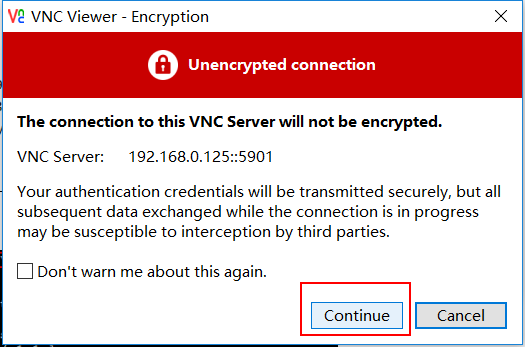 VNC Viewer - Encryption
Unencrypted connection
The connection to this VNC Server will not be encrypted.
VNC Server: 192.168.0.125::5901
Your authentication credentials will be transmitted securely, but all
subsequent data exchanged while the connection is in progress
may be susceptible to interception by third parties.
Don't warn me about this again.
Continue Cancel